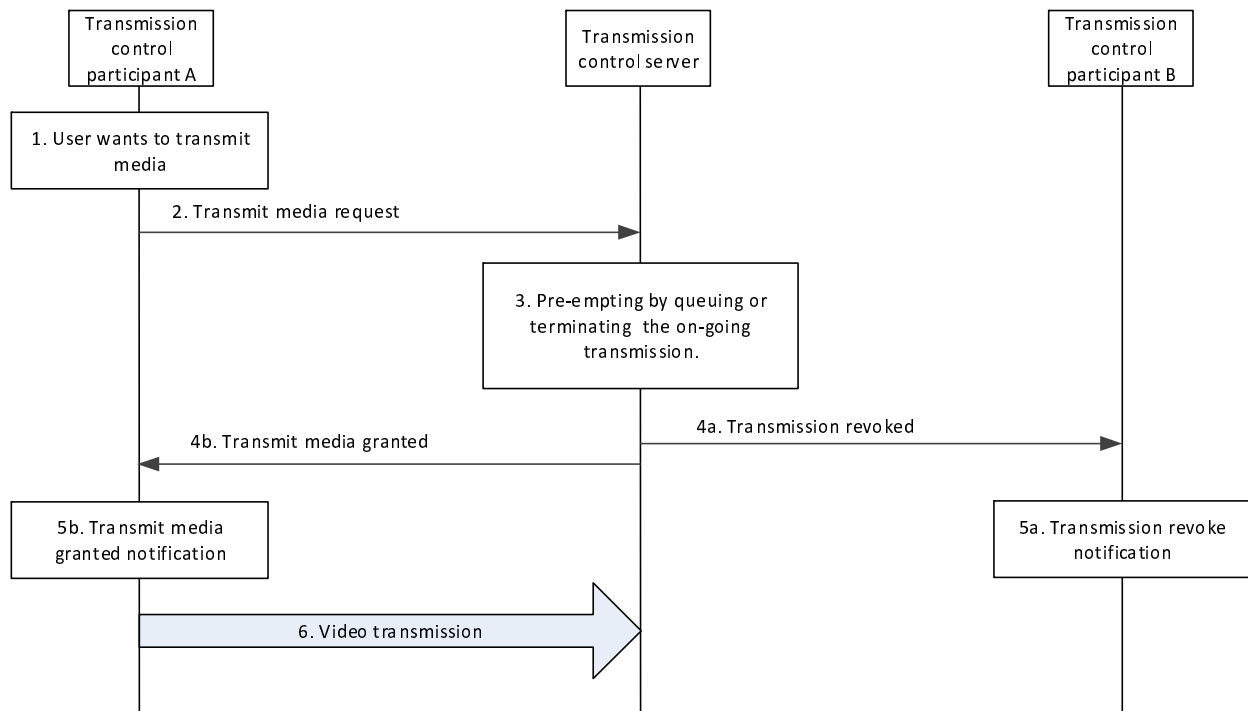 Transmission
control
participant A
Transmission
control server
Transmission
control
participant B
1. User wants to transmit
media
2. Transmit media request
3. Pre-empting by queuing or
terminating the on-going
transmission.
4a. Transmission revoked
4b. Transmit media granted
5b. Transmit media
granted notification
5a. Transmission revoke
notification
6. Video transmission